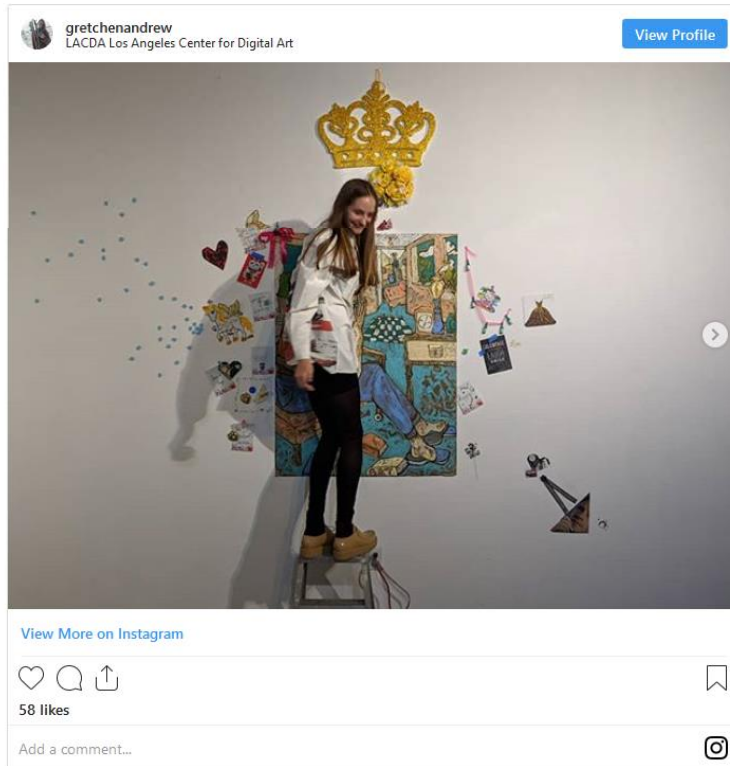 gretchenandrew
LACDA Los Angeles Center for Digital Art
View Profile
View More on Instagram
58 likes
Add a comment...